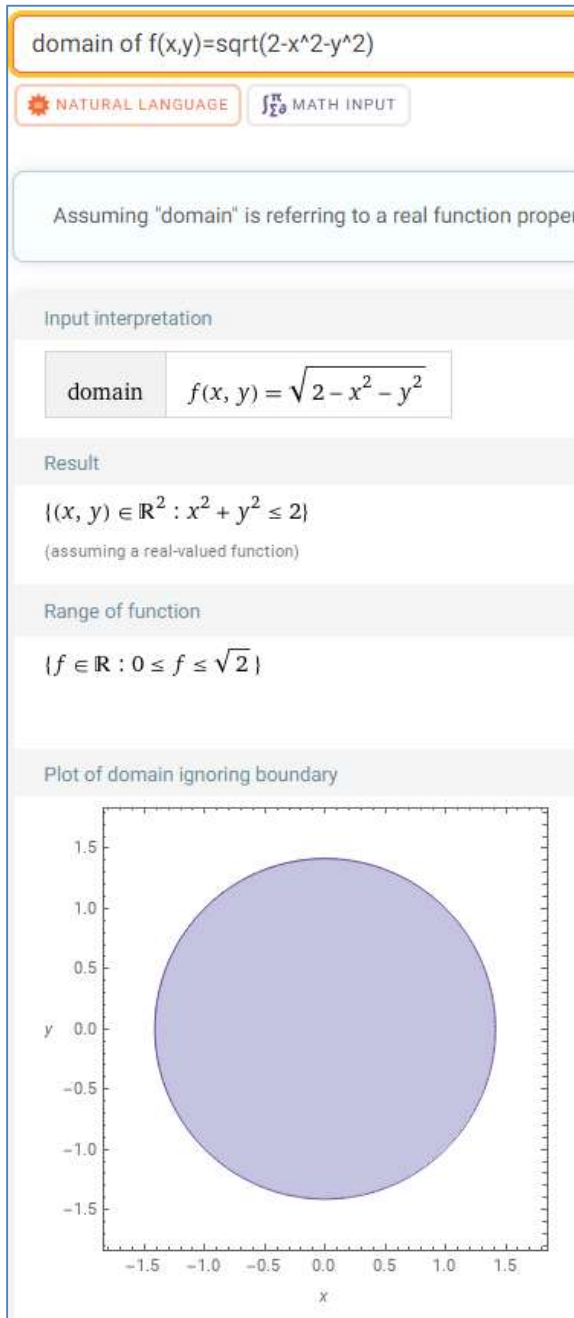 domain of f(x,y)=sqrt(2-x^2-y^2)
NATURAL LANGUAGE ∫π Σ∂ MATH INPUT
Assuming "domain" is referring to a real function proper
Input interpretation
domain f(x, y) = √(2 − x² − y²)
Result
{(x, y) ∈ ℝ² : x² + y² ≤ 2}
(assuming a real-valued function)
Range of function
{f ∈ ℝ : 0 ≤ f ≤ √2}
Plot of domain ignoring boundary
1.5
1.0
0.5
y 0.0
−0.5
−1.0
−1.5
−1.5 −1.0 −0.5 0.0 0.5 1.0 1.5
x